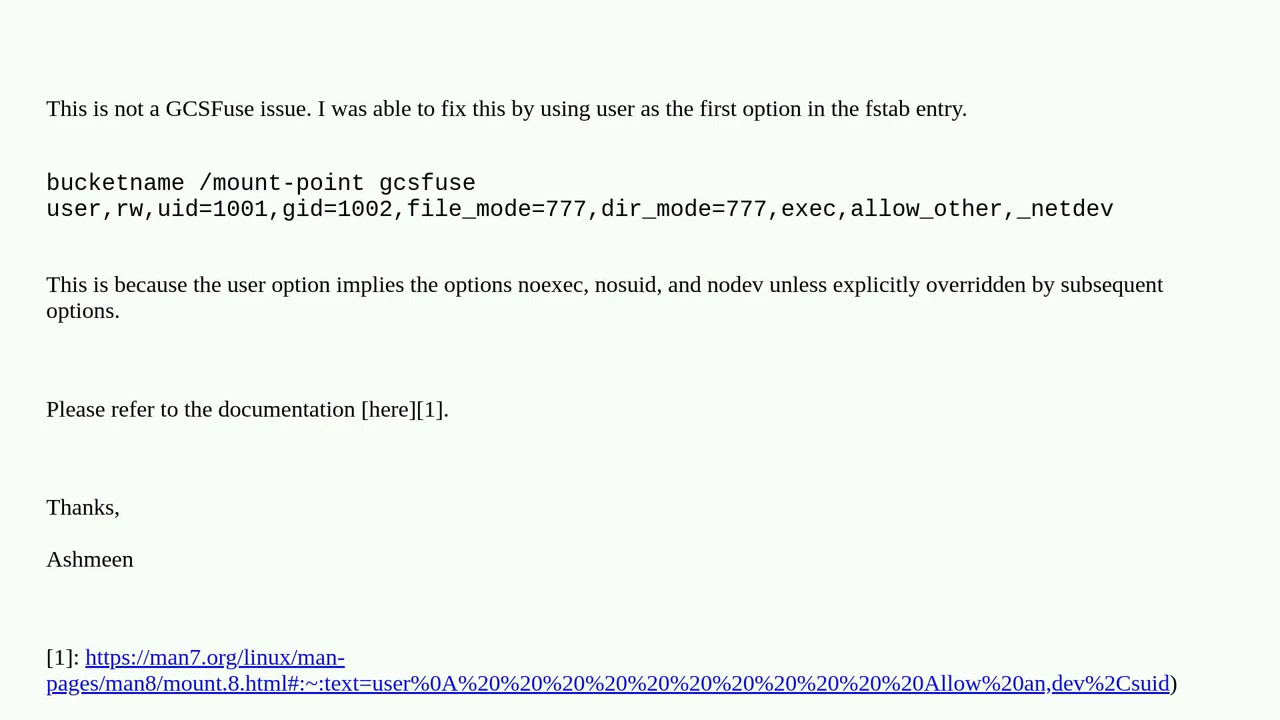 This is not a GCSFuse issue. I was able to fix this by using user as the first option in the fstab entry.
bucketname /mount-point gcsfuse
user,rw,uid=1001,gid=1002,file_mode=777,dir_mode=777,exec,allow_other,_netdev
This is because the user option implies the options noexec, nosuid, and nodev unless explicitly overridden by subsequent
options.
Please refer to the documentation [here][1].
Thanks,
Ashmeen
[1]: https://man7.org/linux/man-
pages/man8/mount.8.html#:~:text=user%0A%20%20%20%20%20%20%20%20%20%20%20Allow%20an,dev%2Csuid)